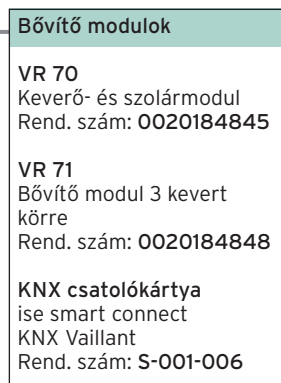 Bővítő modulok
VR 70
Keverő- és szolármodul
Rend. szám: 0020184845
VR 71
Bővítő modul 3 kevert
körre
Rend. szám: 0020184848
KNX csatolókártya
ise smart connect
KNX Vaillant
Rend. szám: S-001-006